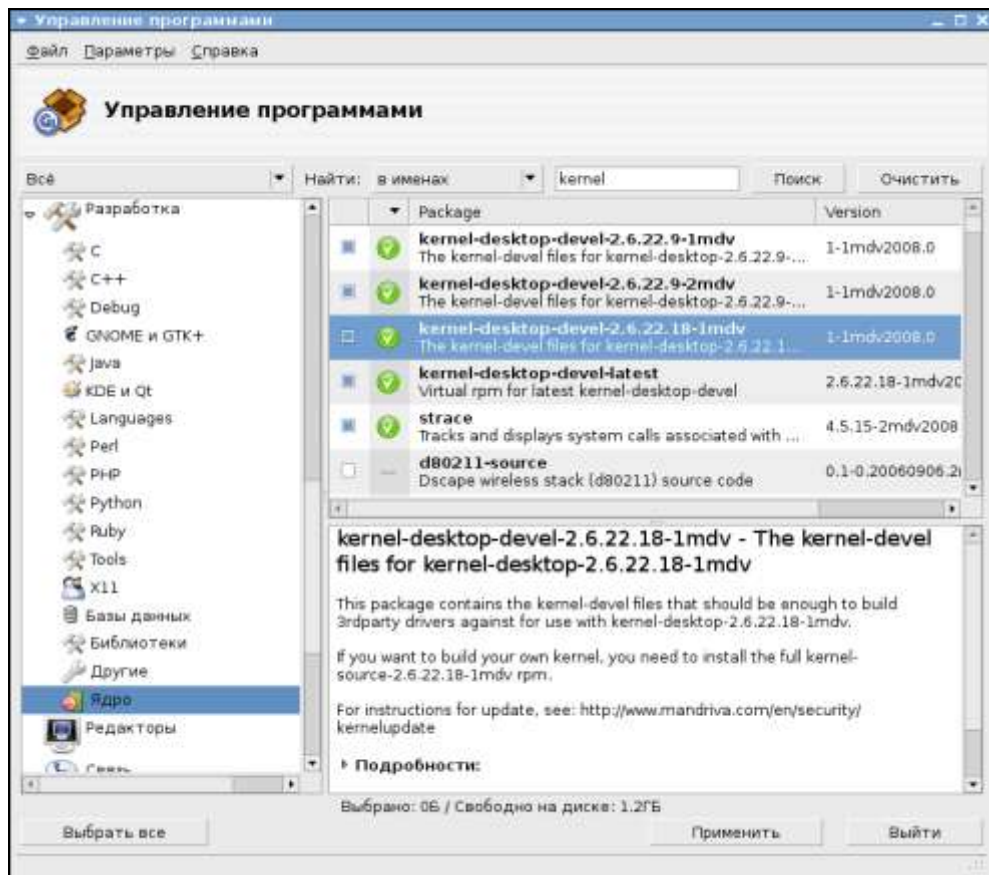 Управление программами
Файл Параметры Справка
Управление программами
Всё Найти: в именах kernel Поиск Очистить
Разработка
C
C++
Debug
GNOME и GTK+
Java
KDE и Qt
Languages
Perl
PHP
Python
Ruby
Tools
X11
Базы данных
Библиотеки
Другие
Ядро
Редакторы
Связь
Package Version
kernel-desktop-devel-2.6.22.9-1mdv
The kernel-devel files for kernel-desktop-2.6.22.9-... 1-1mdv2008.0
kernel-desktop-devel-2.6.22.9-2mdv
The kernel-devel files for kernel-desktop-2.6.22.9-... 1-1mdv2008.0
kernel-desktop-devel-2.6.22.18-1mdv
The kernel-devel files for kernel-desktop-2.6.22.1... 1-1mdv2008.0
kernel-desktop-devel-latest
Virtual rpm for latest kernel-desktop-devel 2.6.22.18-1mdv20
strace
Tracks and displays system calls associated with ... 4.5.15-2mdv2008
d80211-source
Dscape wireless stack (d80211) source code 0.1-0.20060906.2
kernel-desktop-devel-2.6.22.18-1mdv - The kernel-devel
files for kernel-desktop-2.6.22.18-1mdv
This package contains the kernel-devel files that should be enough to build
3rdparty drivers against for use with kernel-desktop-2.6.22.18-1mdv.
If you want to build your own kernel, you need to install the full kernel-
source-2.6.22.18-1mdv rpm.
For instructions for update, see: http://www.mandriva.com/en/security/
kernelupdate
Подробности:
Выбрано: 0Б / Свободно на диске: 1.2ГБ
Выбрать все Применить Выйти